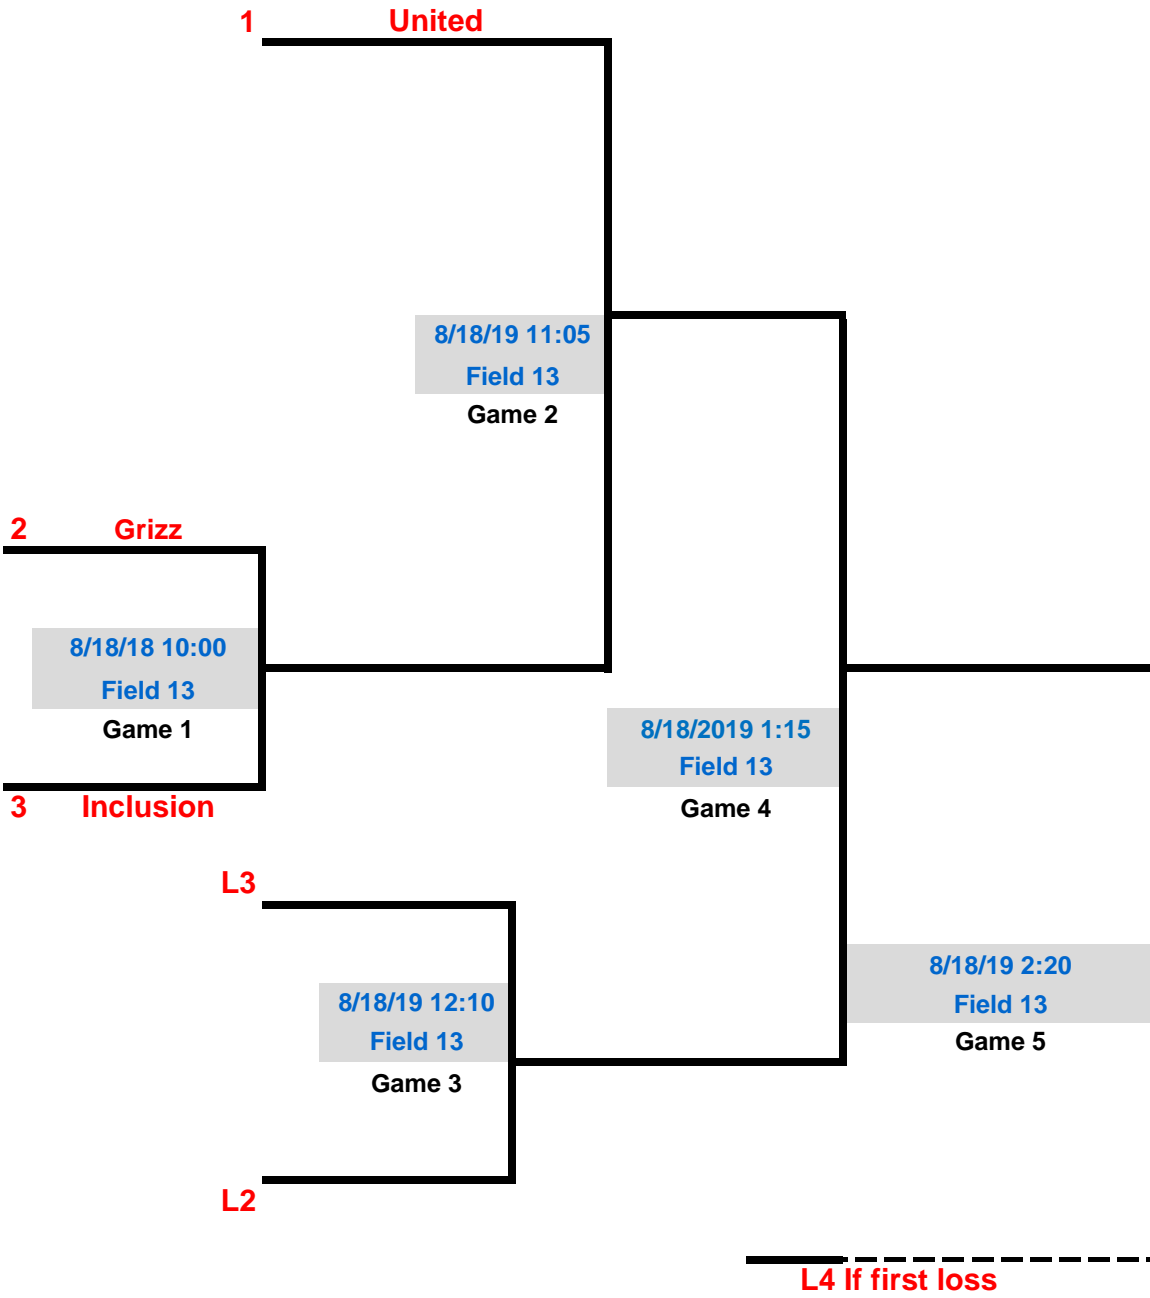 1 United
8/18/19 11:05
Field 13
Game 2
2 Grizz
8/18/18 10:00
Field 13
Game 1
3 Inclusion
8/18/2019 1:15
Field 13
Game 4
L3
8/18/19 12:10
Field 13
Game 3
L2
8/18/19 2:20
Field 13
Game 5
L4 If first loss